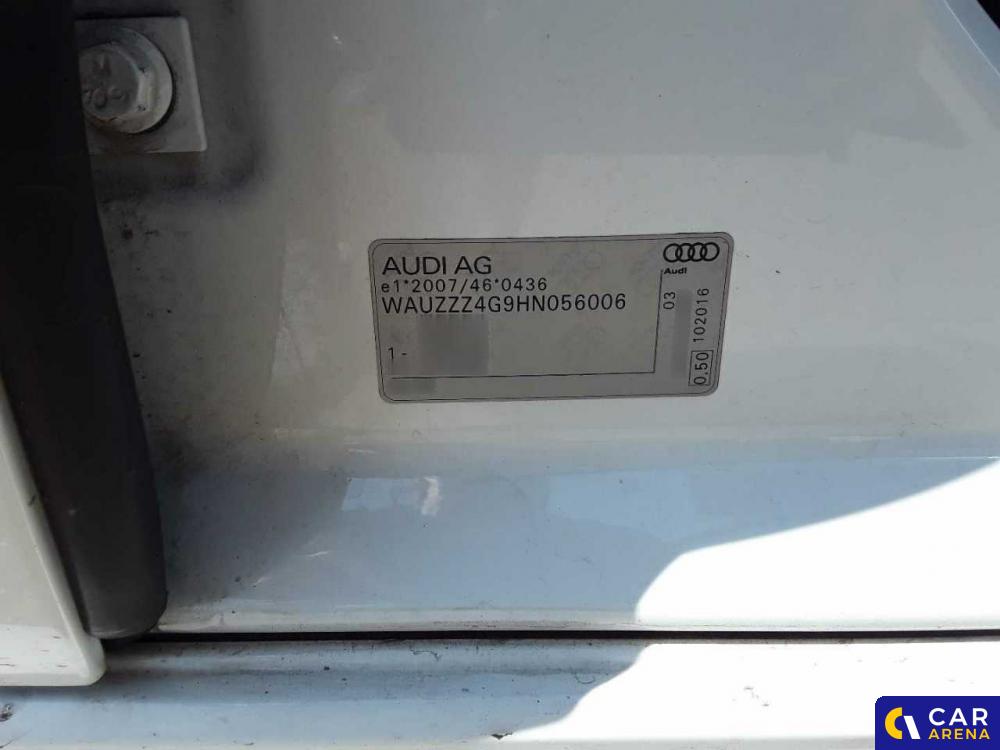 AUDI AG
e1*2007/46*0436
WAUZZZ4G9HN056006
1 -
Audi
03
0.50 102016
CAR
ARENA